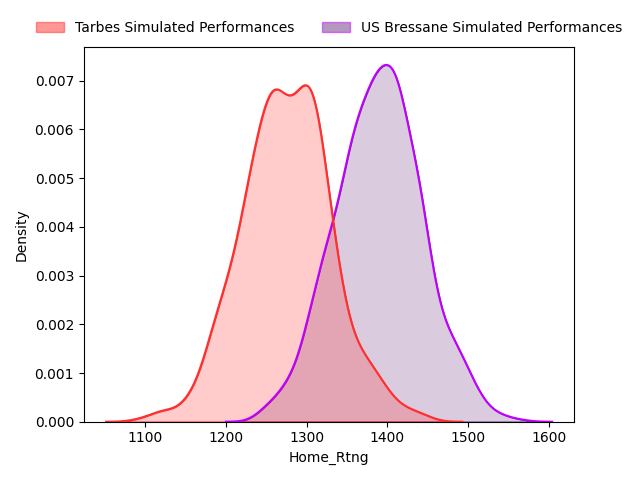 Tarbes Simulated Performances US Bressane Simulated Performances
0.007
0.006
0.005
0.004
0.003
0.002
0.001
0.000
Density
1100 1200 1300 1400 1500 1600
Home_Rtng